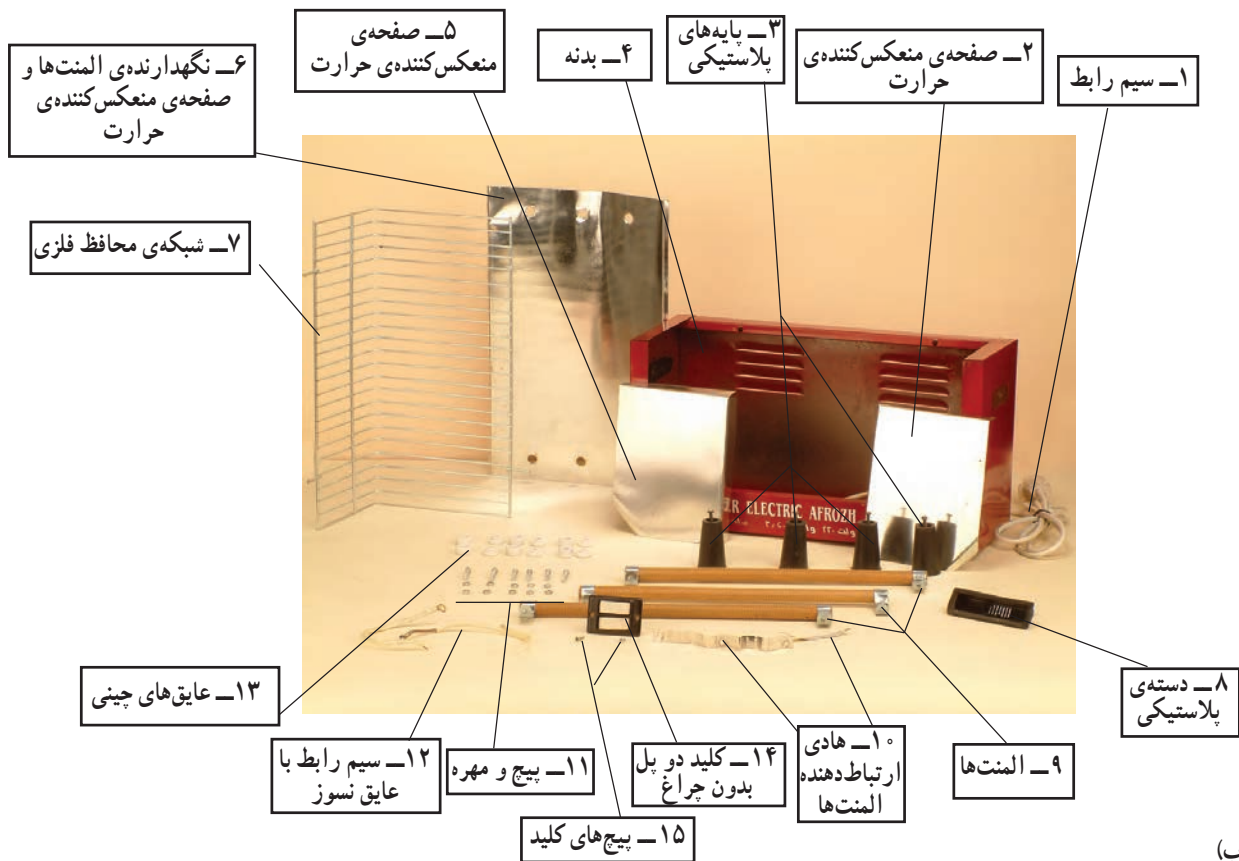 ۱ــ سیم رابط
۲ــ صفحه‌ی منعکس‌کننده‌ی
حرارت
۳ــ پایه‌های
پلاستیکی
۴ــ بدنه
۵ــ صفحه‌ی
منعکس‌کننده‌ی حرارت
۶ــ نگهدارنده‌ی المنت‌ها و
صفحه‌ی منعکس‌کننده‌ی
حرارت
۷ــ شبکه‌ی محافظ فلزی
ELECTRIC AFROZH
۲۲۰ ولت
۸ــ دسته‌ی
پلاستیکی
۹ــ المنت‌ها
۱۰ــ هادی
ارتباط‌دهنده
المنت‌ها
۱۴ــ کلید دو پل
بدون چراغ
۱۱ــ پیچ و مهره
۱۲ــ سیم رابط با
عایق نسوز
۱۳ــ عایق‌های چینی
۱۵ــ پیچ‌های کلید